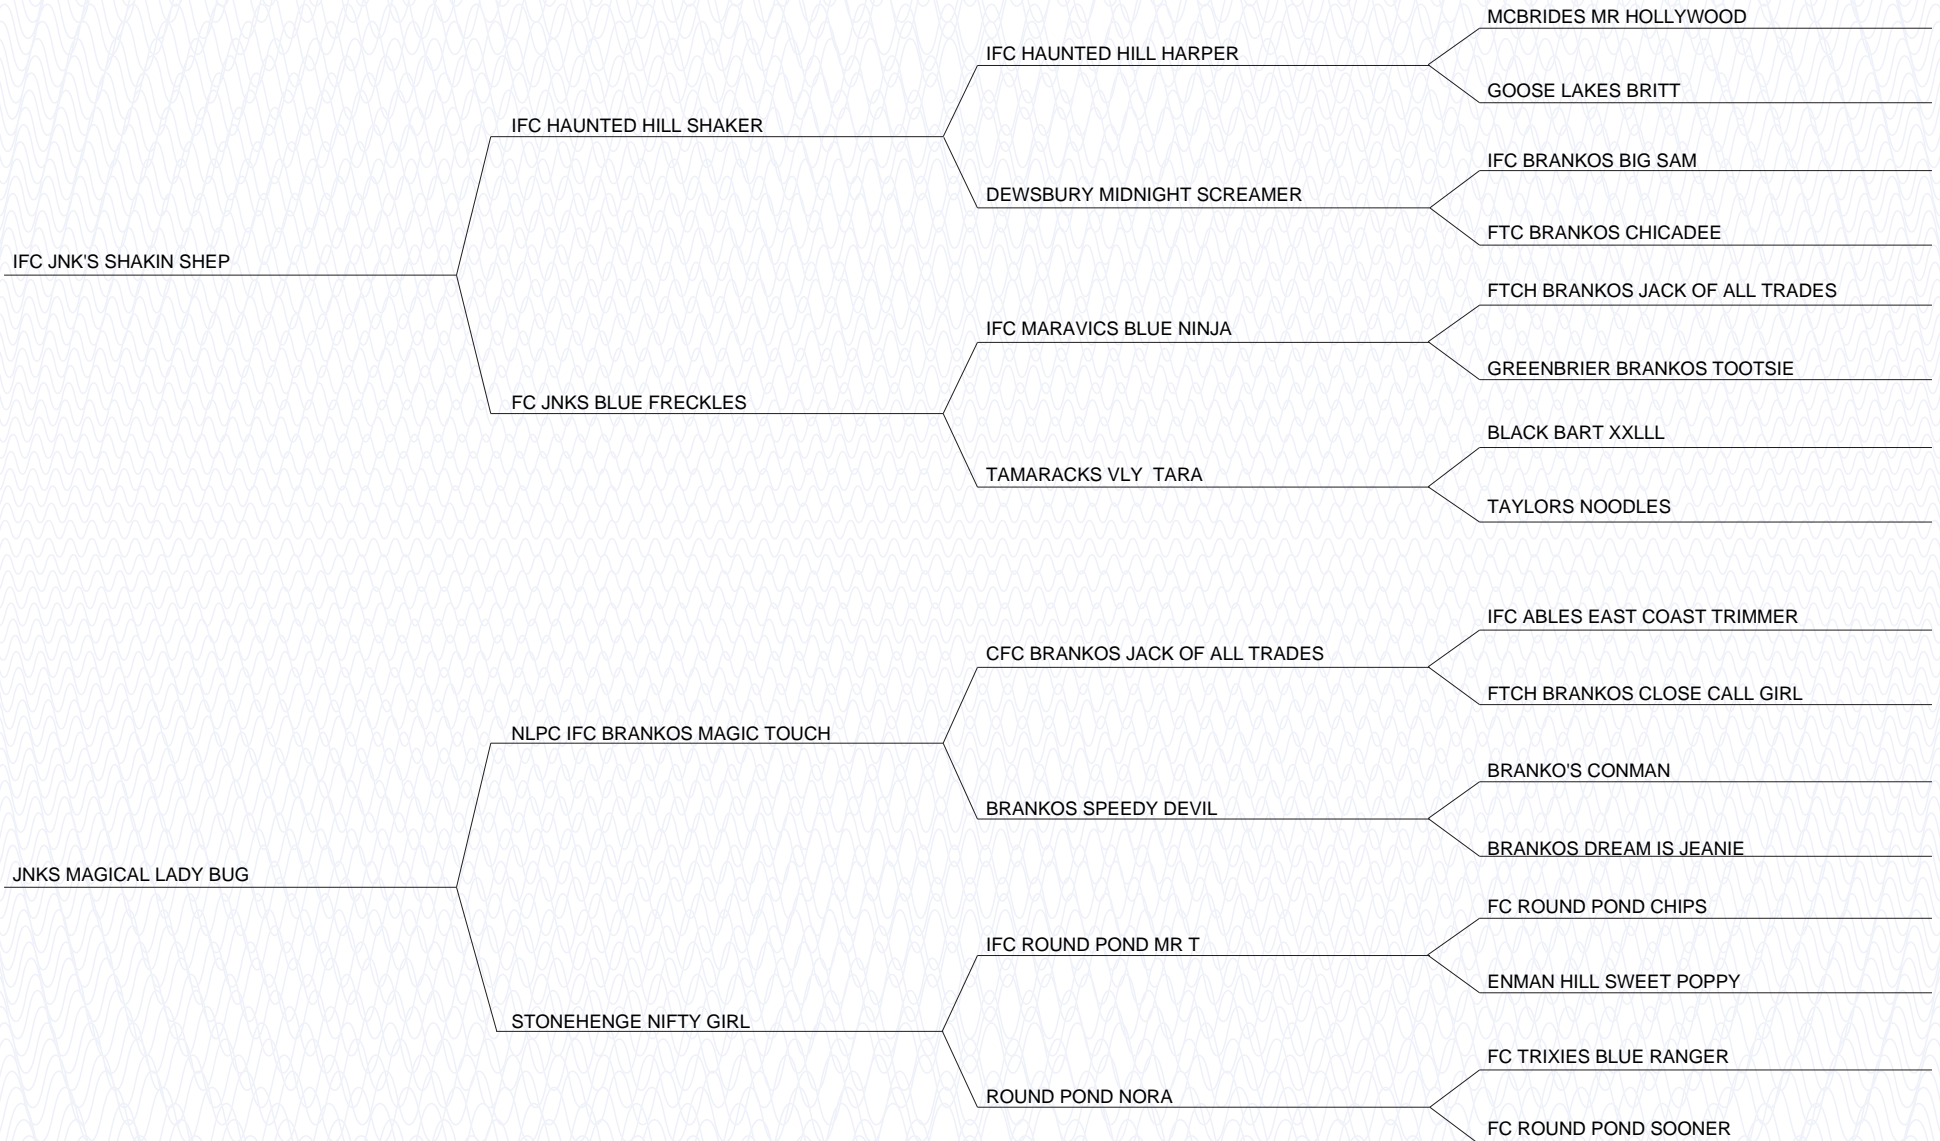 MCBRIDES MR HOLLYWOOD
IFC HAUNTED HILL HARPER
GOOSE LAKES BRITT
IFC HAUNTED HILL SHAKER
IFC BRANKOS BIG SAM
DEWSBURY MIDNIGHT SCREAMER
FTC BRANKOS CHICADEE
IFC JNK'S SHAKIN SHEP
FTCH BRANKOS JACK OF ALL TRADES
IFC MARAVICS BLUE NINJA
GREENBRIER BRANKOS TOOTSIE
FC JNKS BLUE FRECKLES
BLACK BART XXLLL
TAMARACKS VLY  TARA
TAYLORS NOODLES
IFC ABLES EAST COAST TRIMMER
CFC BRANKOS JACK OF ALL TRADES
FTCH BRANKOS CLOSE CALL GIRL
NLPC IFC BRANKOS MAGIC TOUCH
BRANKO'S CONMAN
BRANKOS SPEEDY DEVIL
BRANKOS DREAM IS JEANIE
JNKS MAGICAL LADY BUG
FC ROUND POND CHIPS
IFC ROUND POND MR T
ENMAN HILL SWEET POPPY
STONEHENGE NIFTY GIRL
FC TRIXIES BLUE RANGER
ROUND POND NORA
FC ROUND POND SOONER